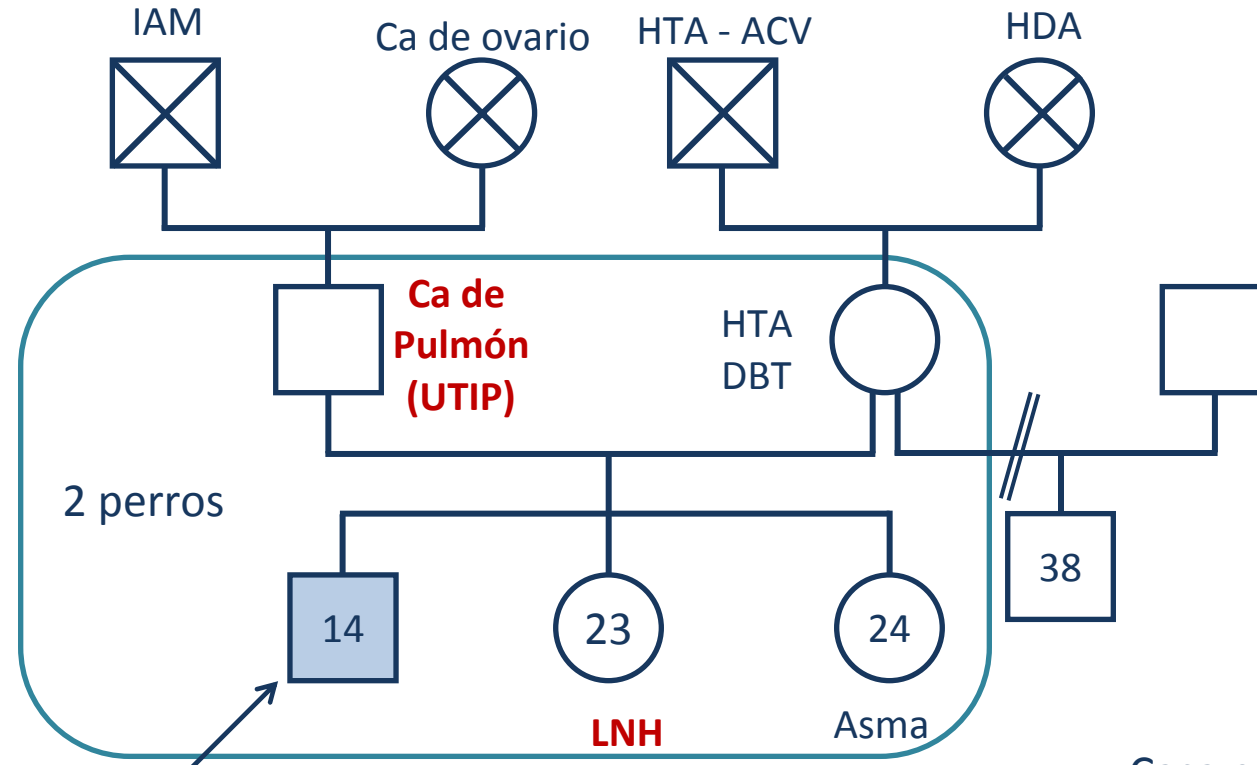 IAM
Ca de ovario
HTA - ACV
HDA
Ca de
Pulmón
(UTIP)
HTA
DBT
2 perros
14
23
24
38
LNH
Asma